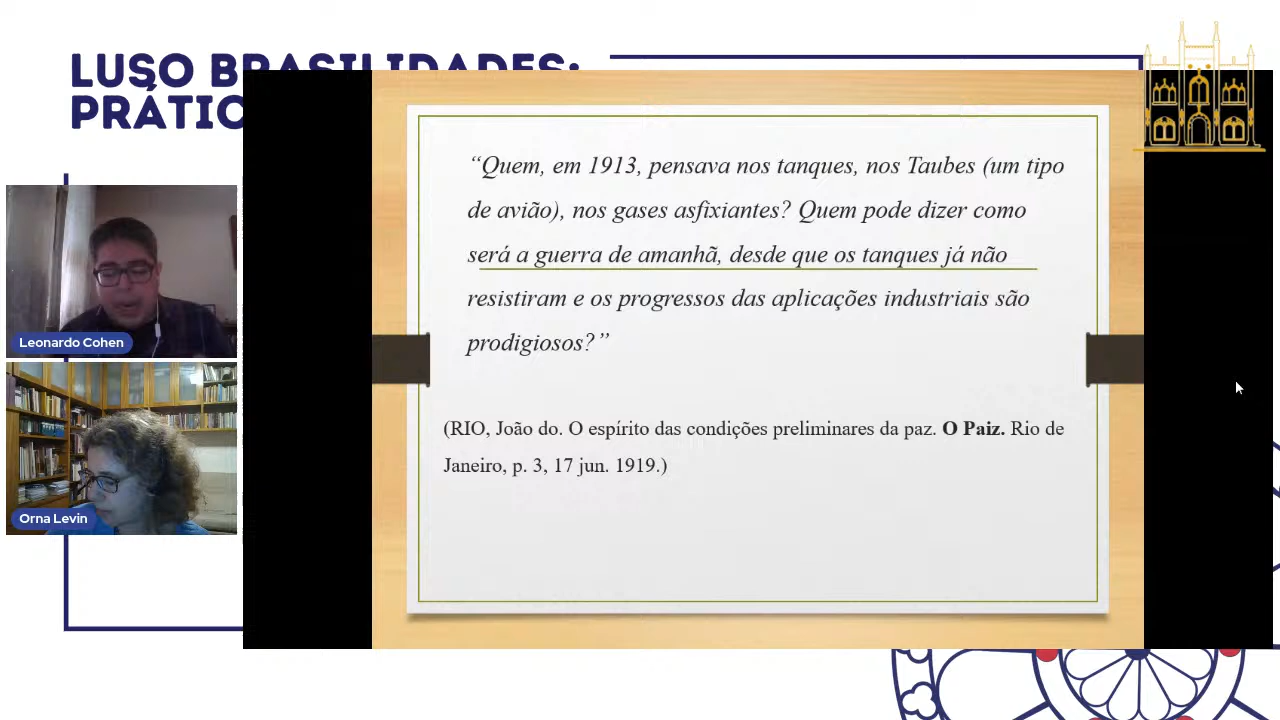 LUSO BRASILIDADES:
PRÁTIC
“Quem, em 1913, pensava nos tanques, nos Taubes (um tipo
de avião), nos gases asfixiantes? Quem pode dizer como
será a guerra de amanhã, desde que os tanques já não
resistiram e os progressos das aplicações industriais são
prodigiosos?”
(RIO, João do. O espírito das condições preliminares da paz. O Paiz. Rio de
Janeiro, p. 3, 17 jun. 1919.)
Leonardo Cohen
Orna Levin